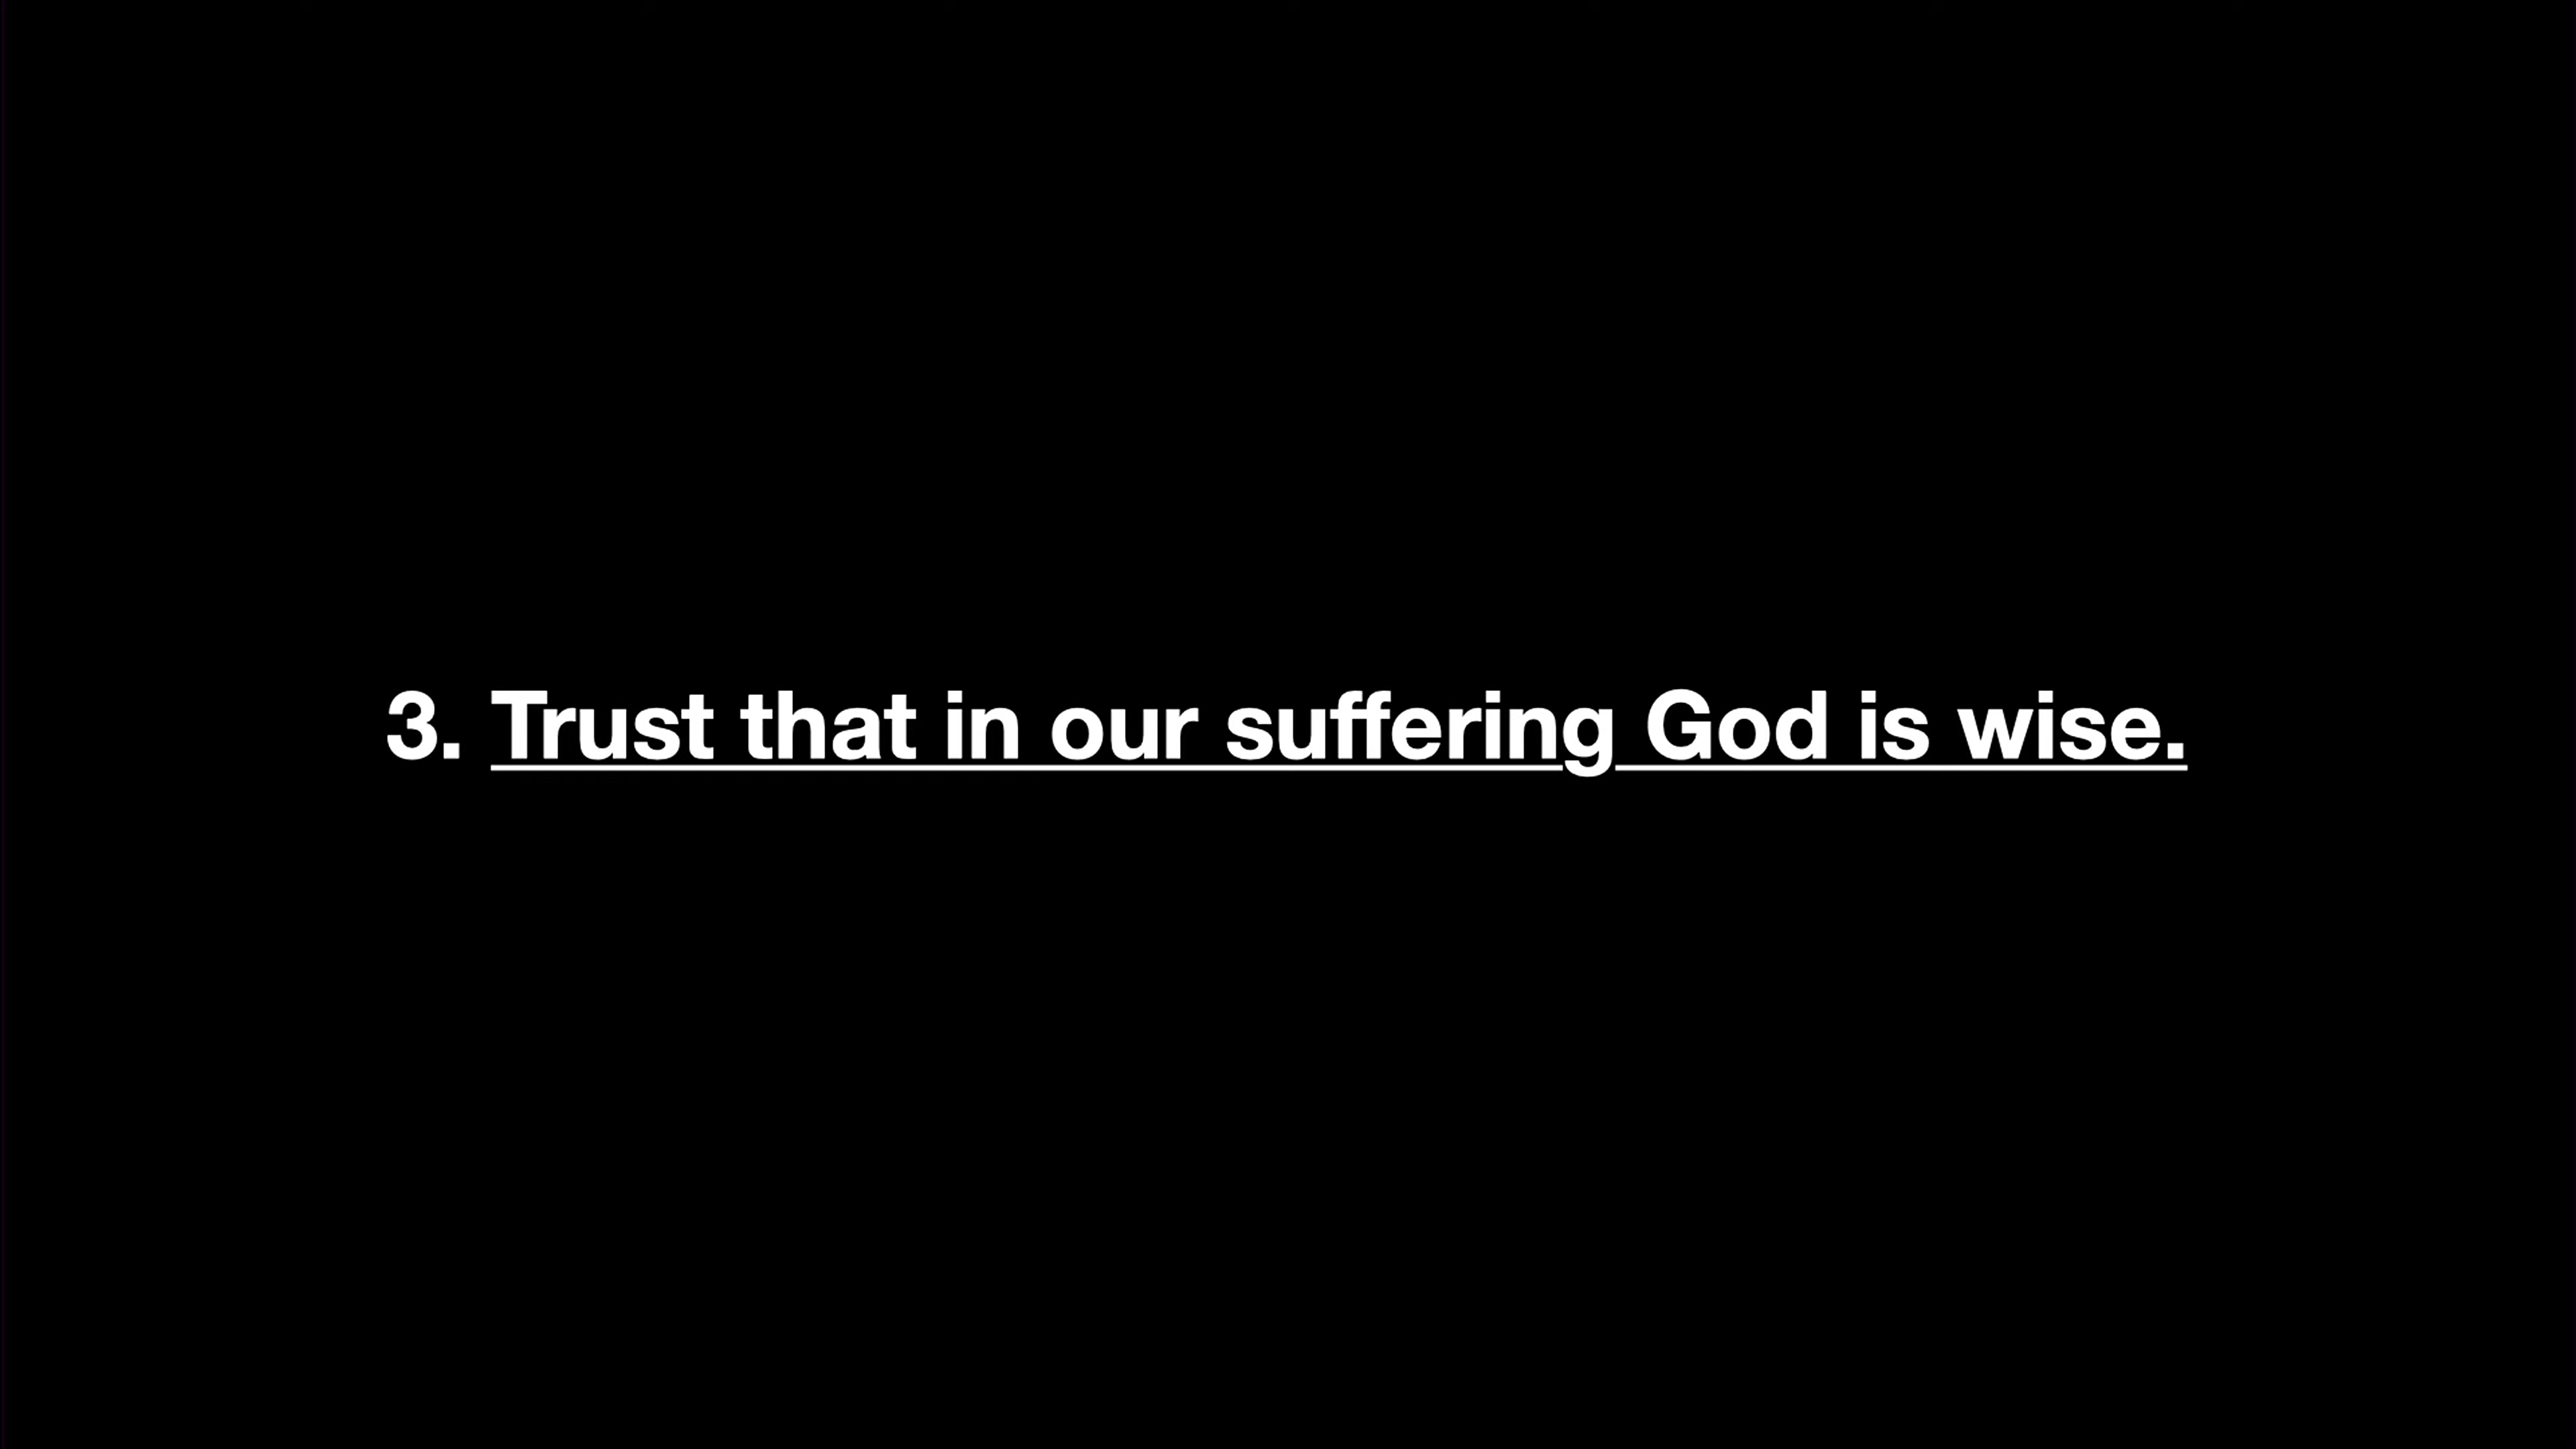 3. Trust that in our suffering God is wise.